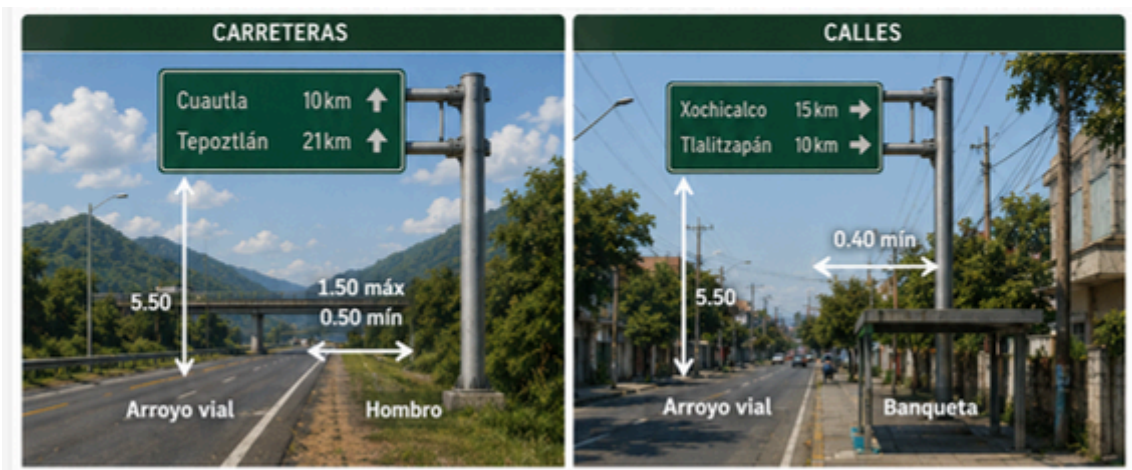 CARRETERAS
Cuautla 10km ↑
Tepoztlán 21km ↑
5.50
1.50 máx
0.50 mín
Arroyo vial
Hombro
CALLES
Xochicalco 15km →
Tlalitzapán 10km →
0.40 mín
5.50
Arroyo vial
Banqueta